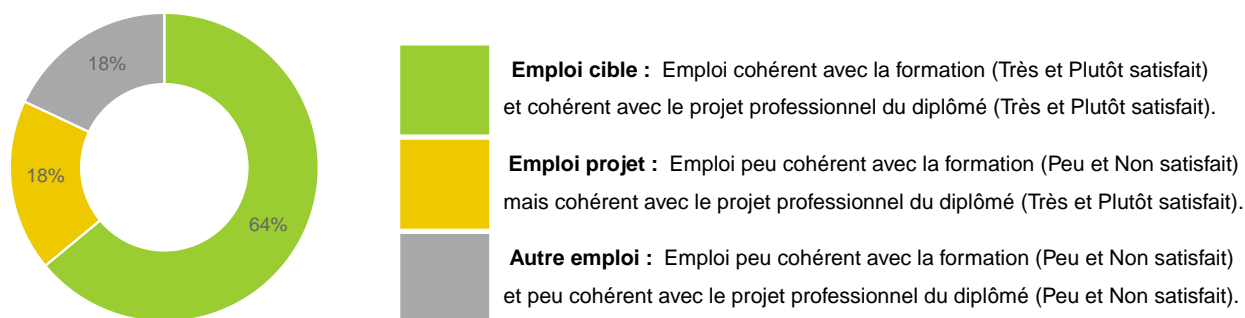 18%
18%
64%
Emploi cible : Emploi cohérent avec la formation (Très et Plutôt satisfait)
et cohérent avec le projet professionnel du diplômé (Très et Plutôt satisfait).
Emploi projet : Emploi peu cohérent avec la formation (Peu et Non satisfait)
mais cohérent avec le projet professionnel du diplômé (Très et Plutôt satisfait).
Autre emploi : Emploi peu cohérent avec la formation (Peu et Non satisfait)
et peu cohérent avec le projet professionnel du diplômé (Peu et Non satisfait).